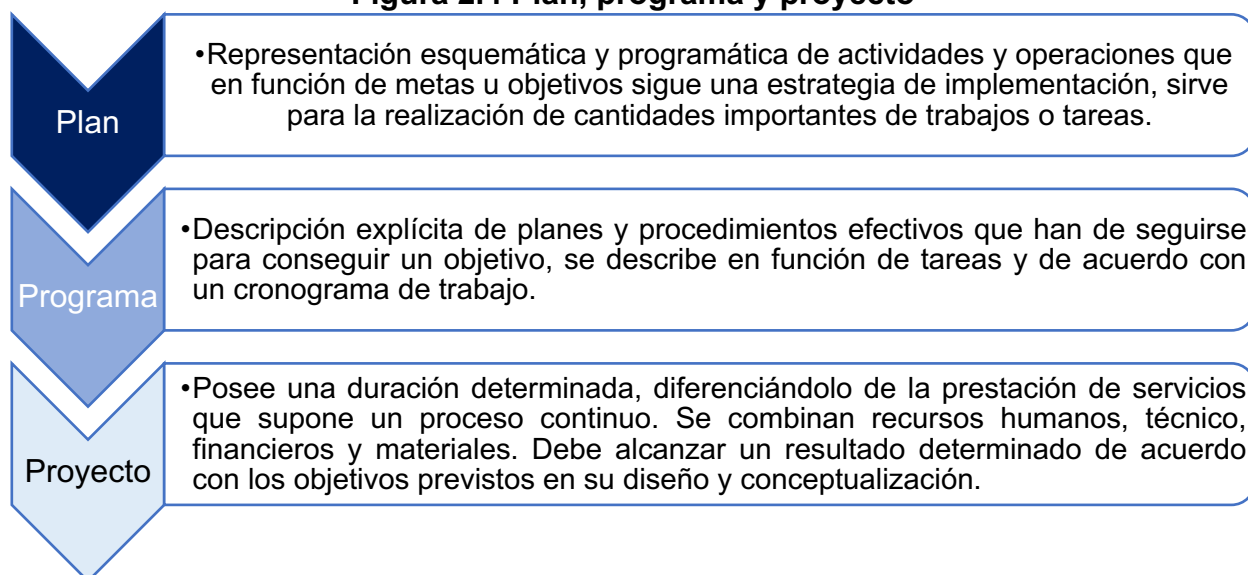 Plan, programa y proyecto
Plan
•Representación esquemática y programática de actividades y operaciones que
en función de metas u objetivos sigue una estrategia de implementación, sirve
para la realización de cantidades importantes de trabajos o tareas.
Programa
•Descripción explícita de planes y procedimientos efectivos que han de seguirse
para conseguir un objetivo, se describe en función de tareas y de acuerdo con
un cronograma de trabajo.
Proyecto
•Posee una duración determinada, diferenciándolo de la prestación de servicios
que supone un proceso continuo. Se combinan recursos humanos, técnico,
financieros y materiales. Debe alcanzar un resultado determinado de acuerdo
con los objetivos previstos en su diseño y conceptualización.